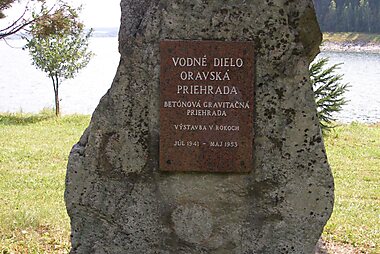 VODNÉ DIELO
ORAVSKÁ
PRIEHRADA
BETÓNOVÁ GRAVITAČNÁ
PRIEHRADA
VÝSTAVBA V ROKOCH
JÚL 1941 – MÁJ 1953